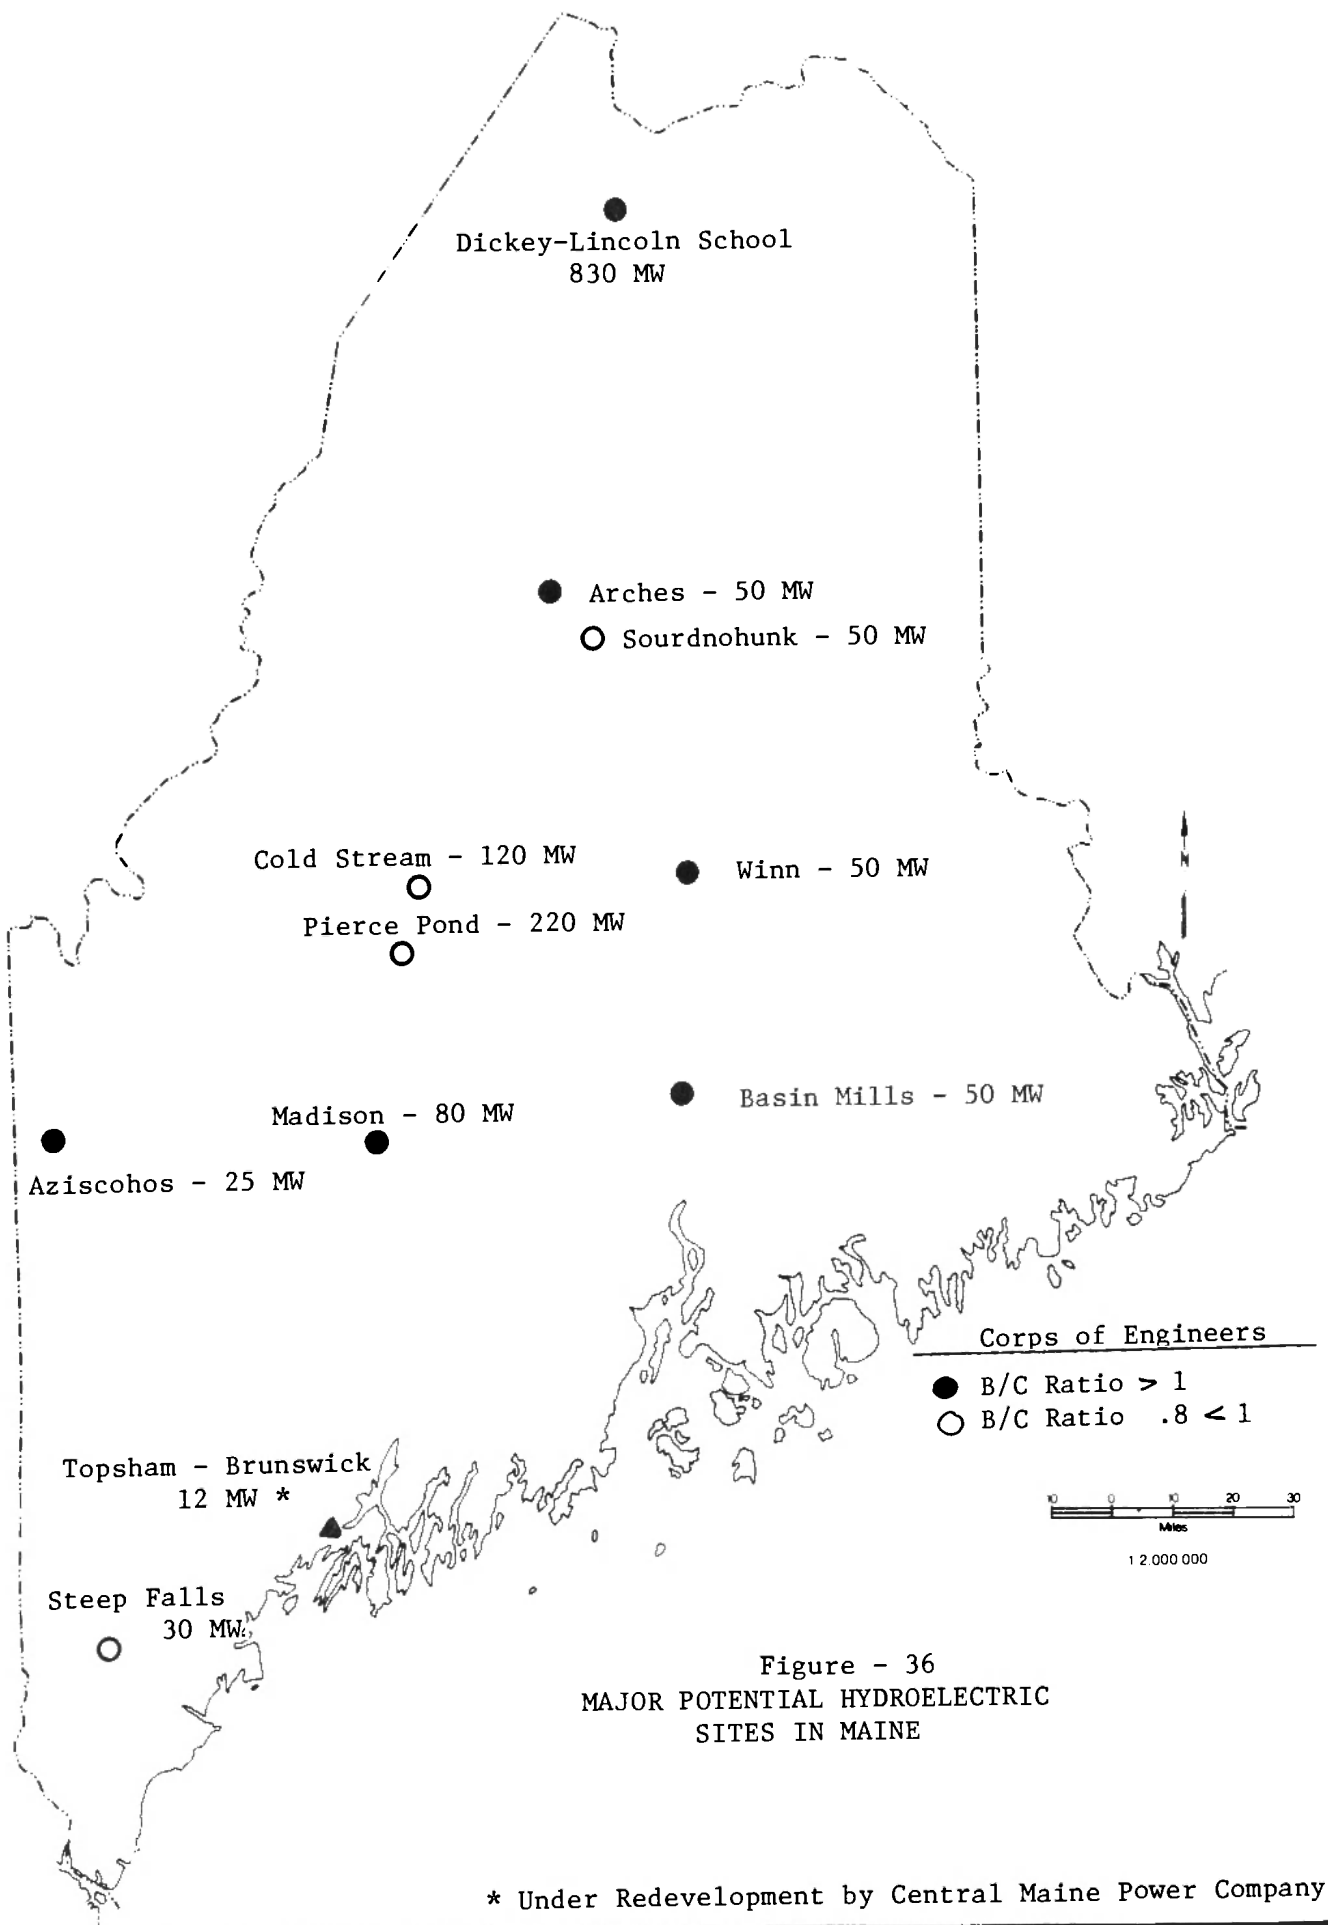 Dickey-Lincoln School
830 MW
Arches - 50 MW
Sourdnohunk - 50 MW
Cold Stream - 120 MW
Winn - 50 MW
Pierce Pond - 220 MW
N
Basin Mills - 50 MW
Madison - 80 MW
Aziscohos - 25 MW
Corps of Engineers
B/C Ratio > 1
B/C Ratio .8 < 1
Topsham - Brunswick
12 MW *
10 0 10 20 30
Miles
1 2.000 000
Steep Falls
30 MW
Figure - 36
MAJOR POTENTIAL HYDROELECTRIC
SITES IN MAINE
* Under Redevelopment by Central Maine Power Company